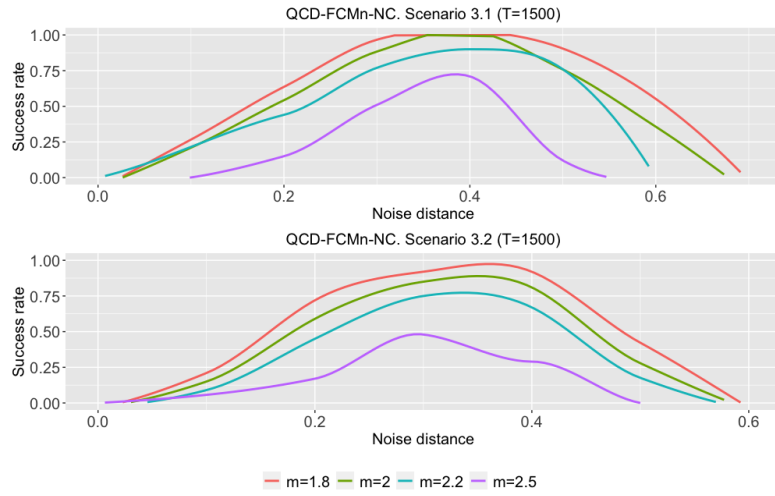 QCD-FCMn-NC. Scenario 3.1 (T=1500)
Success rate
1.00
0.75
0.50
0.25
0.00
0.0 0.2 0.4 0.6
Noise distance
QCD-FCMn-NC. Scenario 3.2 (T=1500)
Success rate
1.00
0.75
0.50
0.25
0.00
0.0 0.2 0.4 0.6
Noise distance
m=1.8 m=2 m=2.2 m=2.5